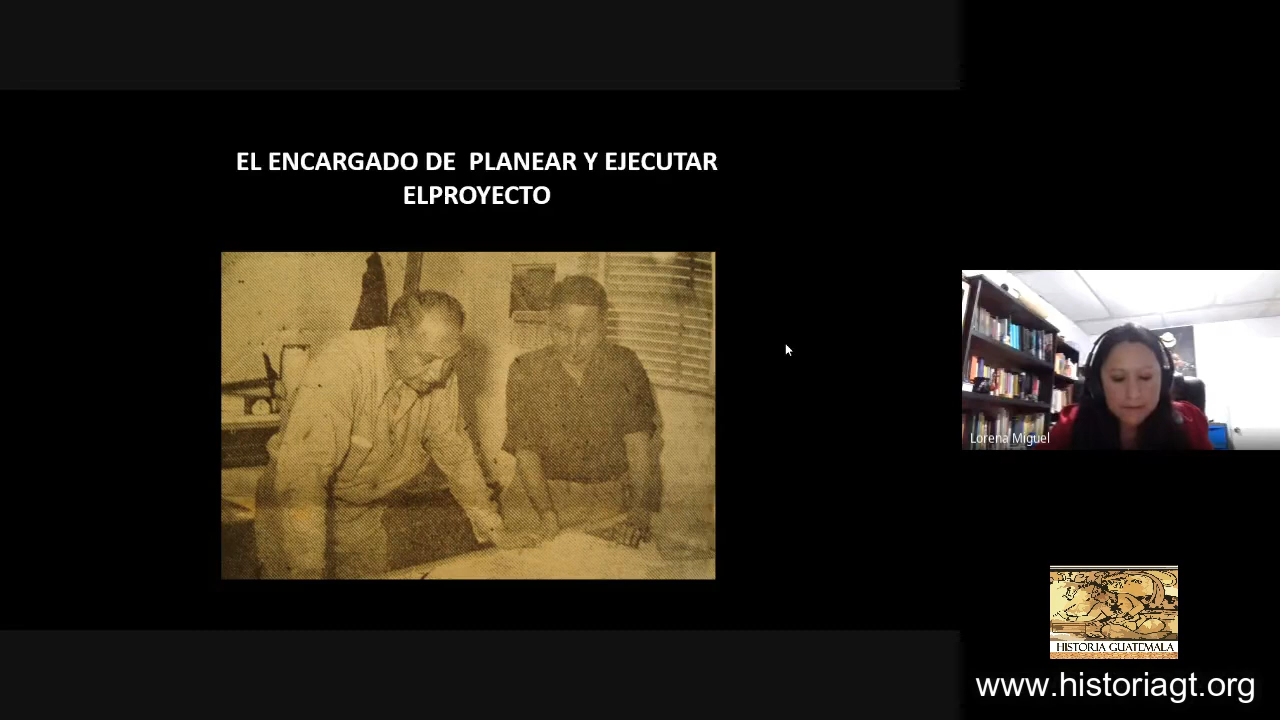 EL ENCARGADO DE  PLANEAR Y EJECUTAR
ELPROYECTO
Lorena Miguel
HISTORIA GUATEMALA
www.historiagt.org